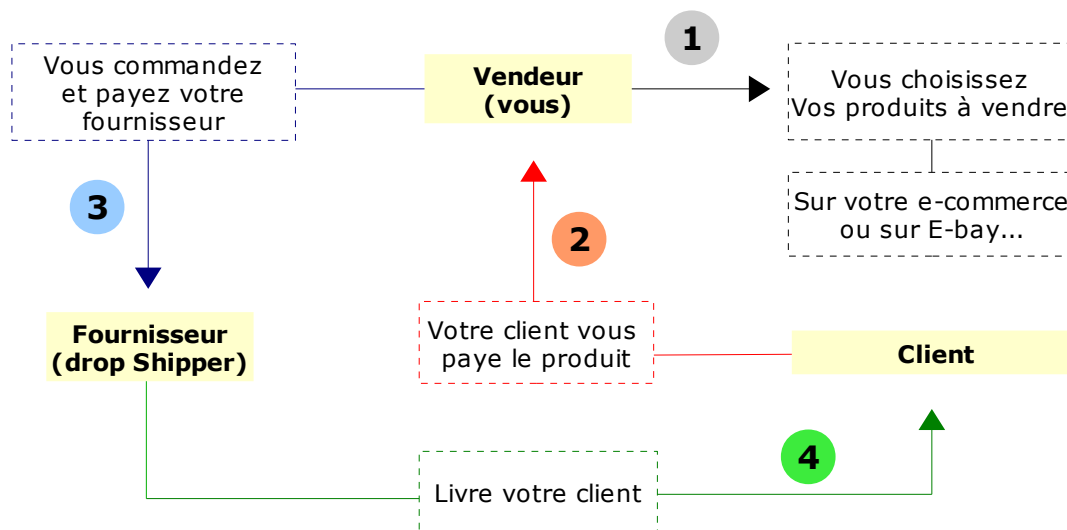 1
Vous commandez
et payez votre
fournisseur
Vendeur
(vous)
Vous choisissez
Vos produits à vendre
3
2
Sur votre e-commerce
ou sur E-bay...
Fournisseur
(drop Shipper)
Votre client vous
paye le produit
Client
4
Livre votre client